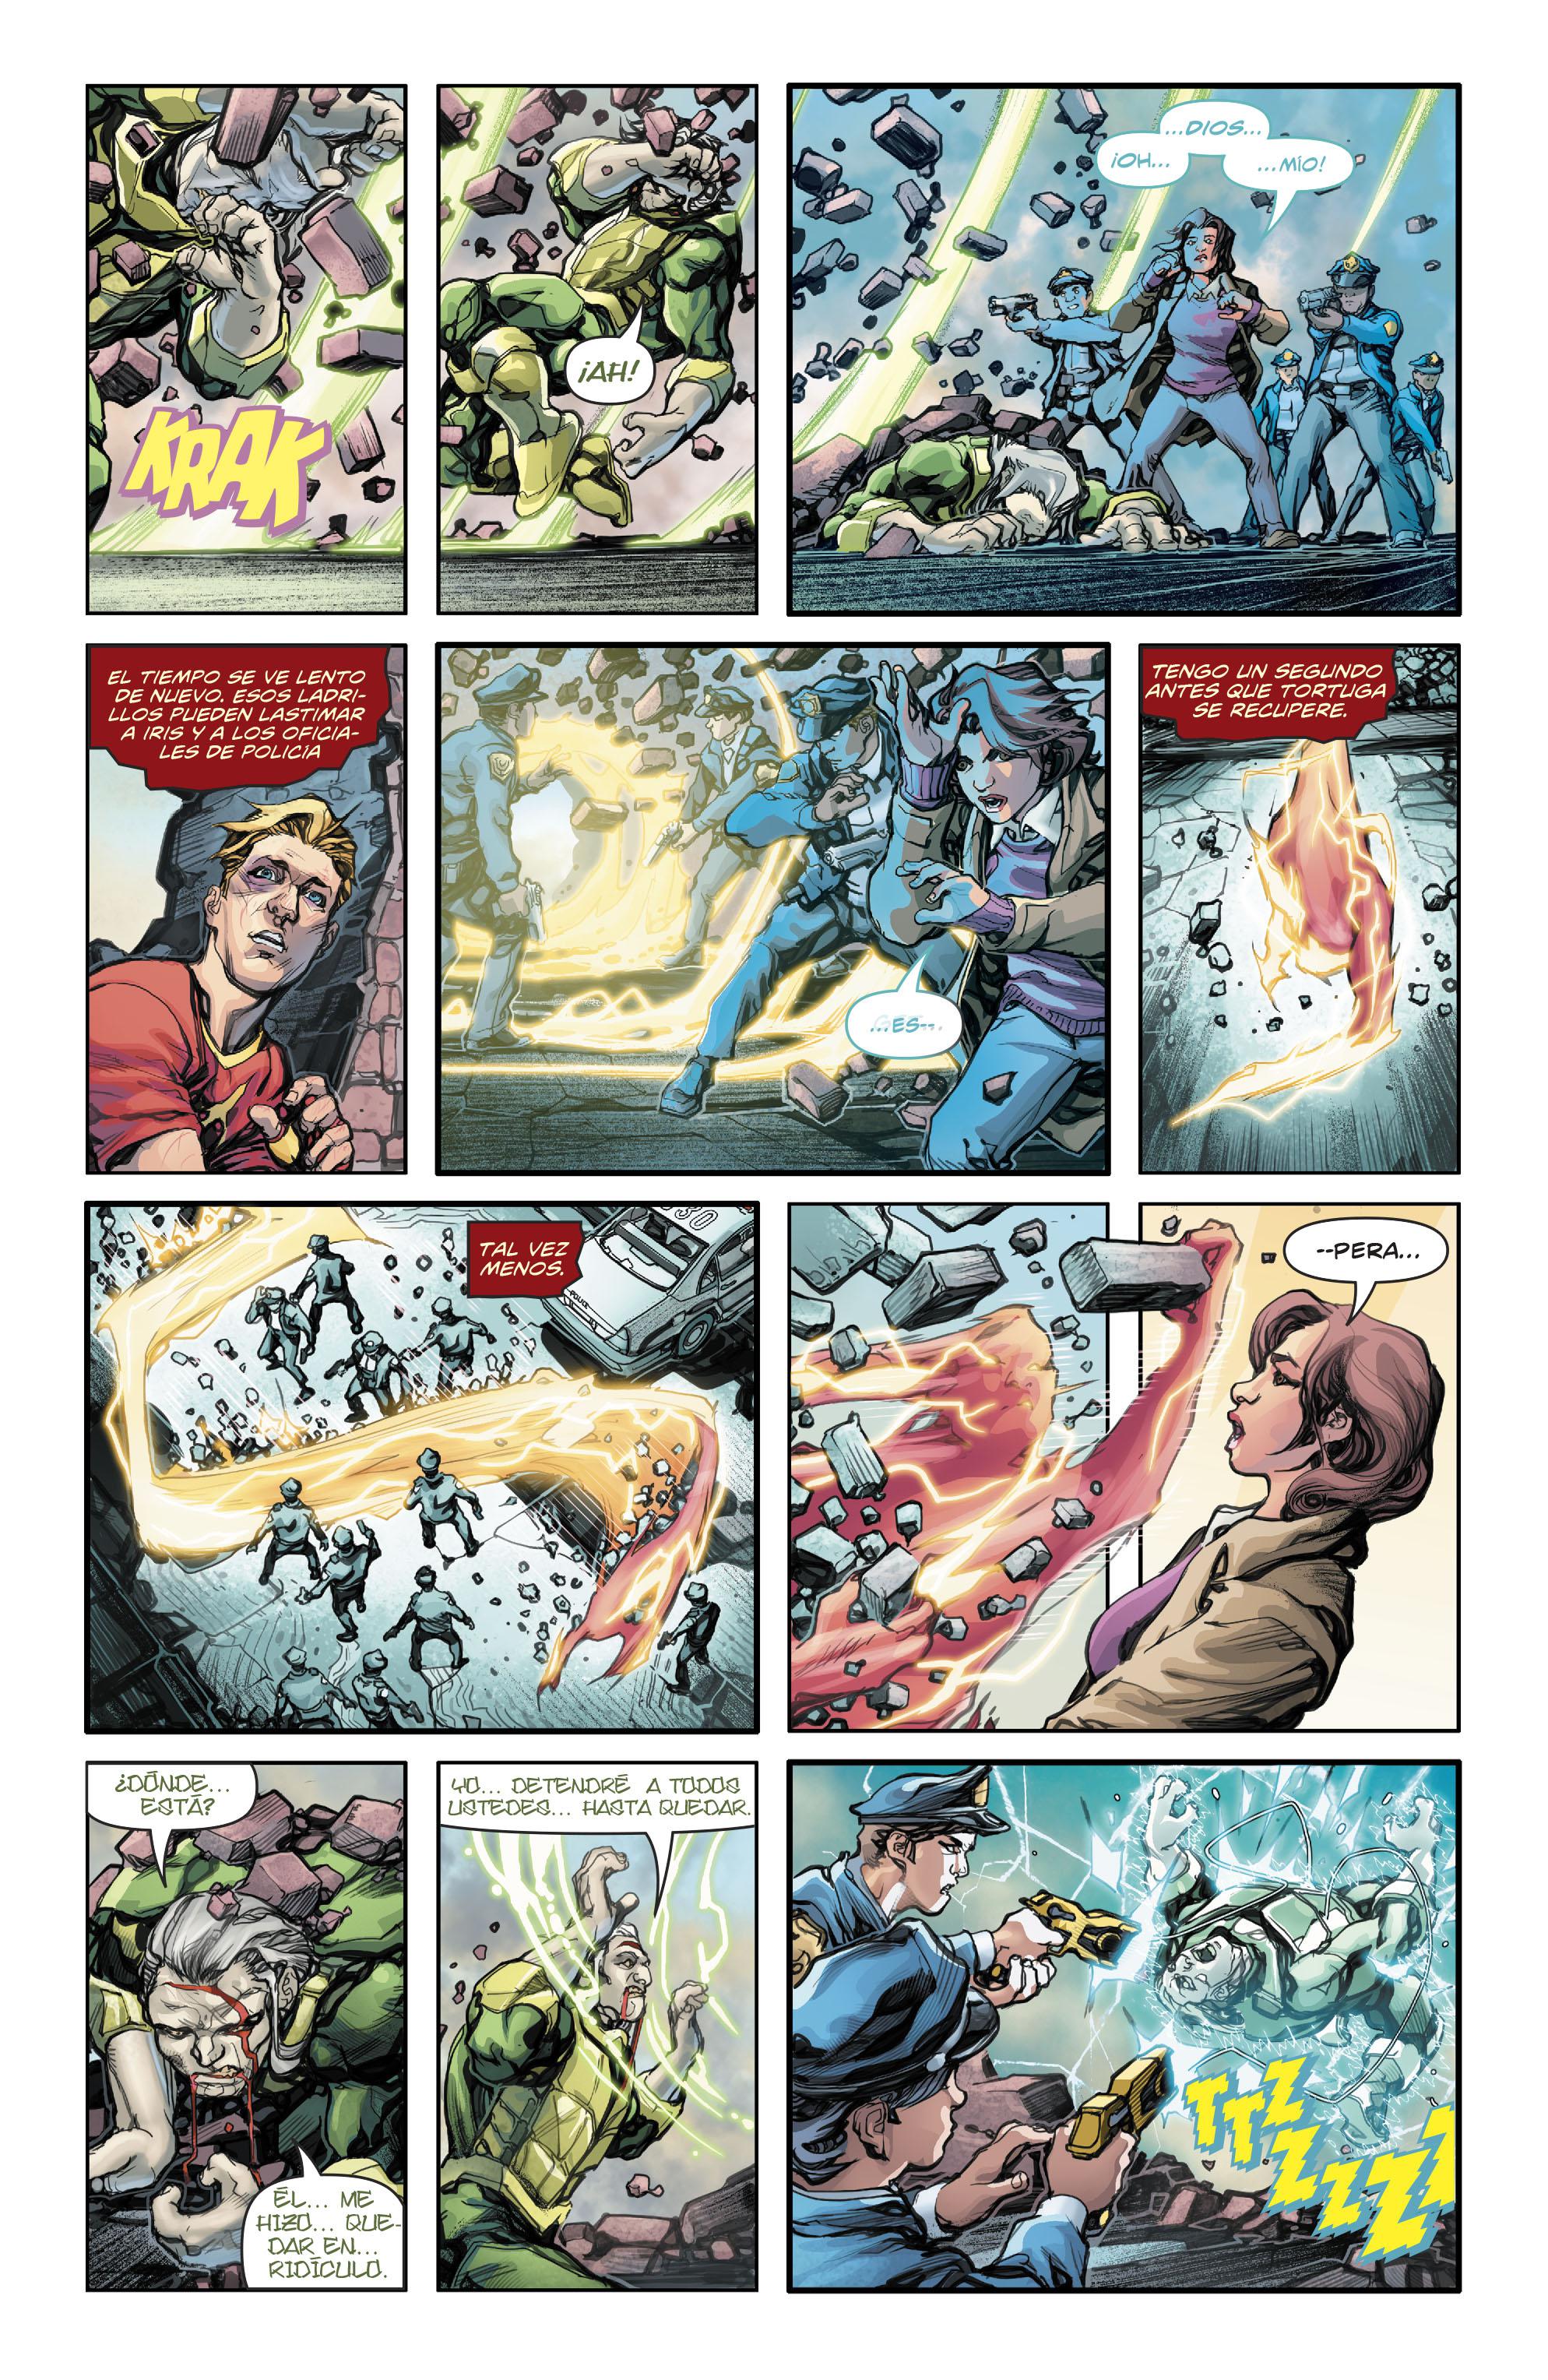 KRAK
¡AH!
¡OH...
...DIOS...
...MÍO!
EL TIEMPO SE VE LENTO
DE NUEVO. ESOS LADRI-
LLOS PUEDEN LASTIMAR
A IRIS Y A LOS OFICIA-
LES DE POLICÍA
...ES--
TENGO UN SEGUNDO
ANTES QUE TORTUGA
SE RECUPERE.
TAL VEZ
MENOS.
POLICE
--PERA...
¿DÓNDE...
ESTÁ?
ÉL... ME
HIZO... QUE-
DAR EN...
RIDÍCULO.
YO... DETENDRÉ A TODOS
USTEDES... HASTA QUEDAR.
TTZZZZZ